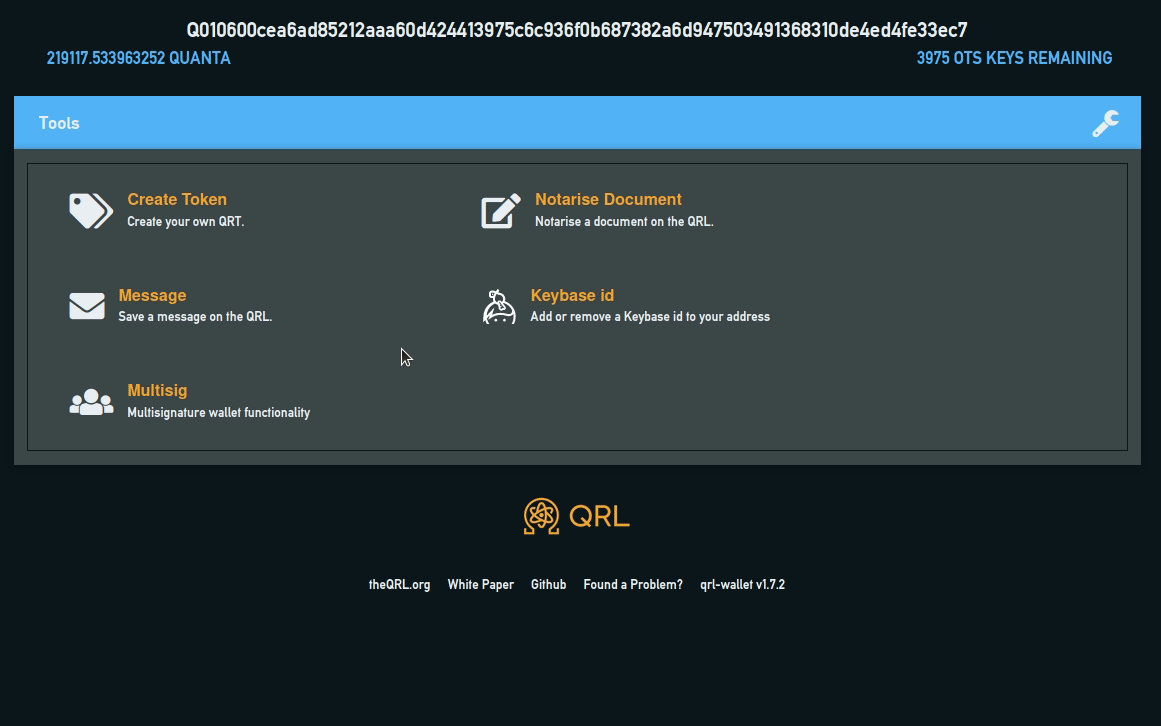 Q010600cea6ad85212aaa60d424413975c6c936f0b687382a6d947503491368310de4ed4fe33ec7
219117.533963252 QUANTA 3975 OTS KEYS REMAINING
Tools
Create Token Notarise Document
Create your own QRT. Notarise a document on the QRL.
Message Keybase id
Save a message on the QRL. Add or remove a Keybase id to your address
Multisig
Multisignature wallet functionality
QRL
theQRL.org White Paper Github Found a Problem? qrl-wallet v1.7.2